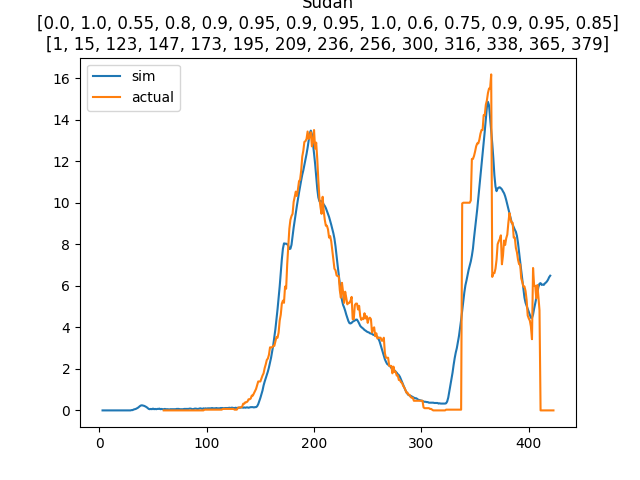 Sudan
[0.0, 1.0, 0.55, 0.8, 0.9, 0.95, 0.9, 0.95, 1.0, 0.6, 0.75, 0.9, 0.95, 0.85]
[1, 15, 123, 147, 173, 195, 209, 236, 256, 300, 316, 338, 365, 379]
sim
actual
16
14
12
10
8
6
4
2
0
0 100 200 300 400